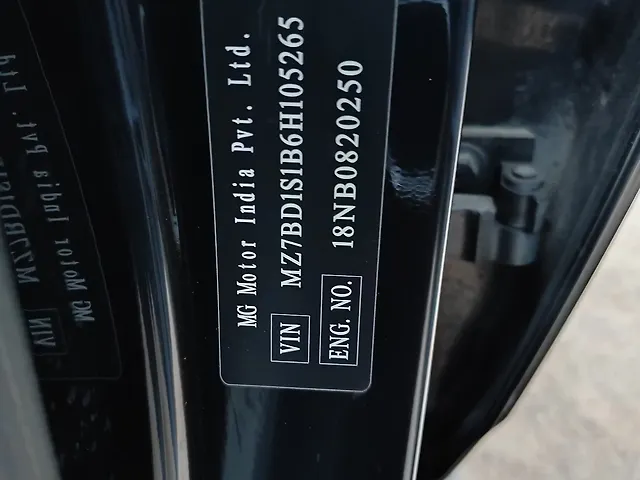 MG Motor India Pvt. Ltd.
VIN MZ7BD1S1B6H105265
ENG. NO. 18NB0820250